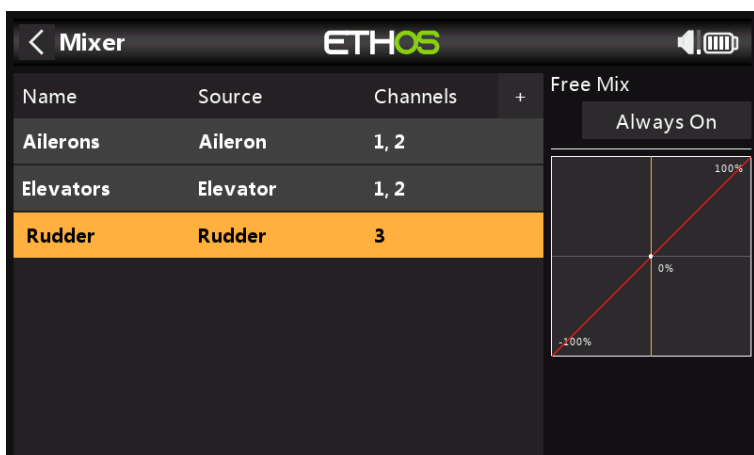 Mixer
ETHOS
Name Source Channels +
Ailerons Aileron 1, 2
Elevators Elevator 1, 2
Rudder Rudder 3
Free Mix
Always On
100%
0%
-100%